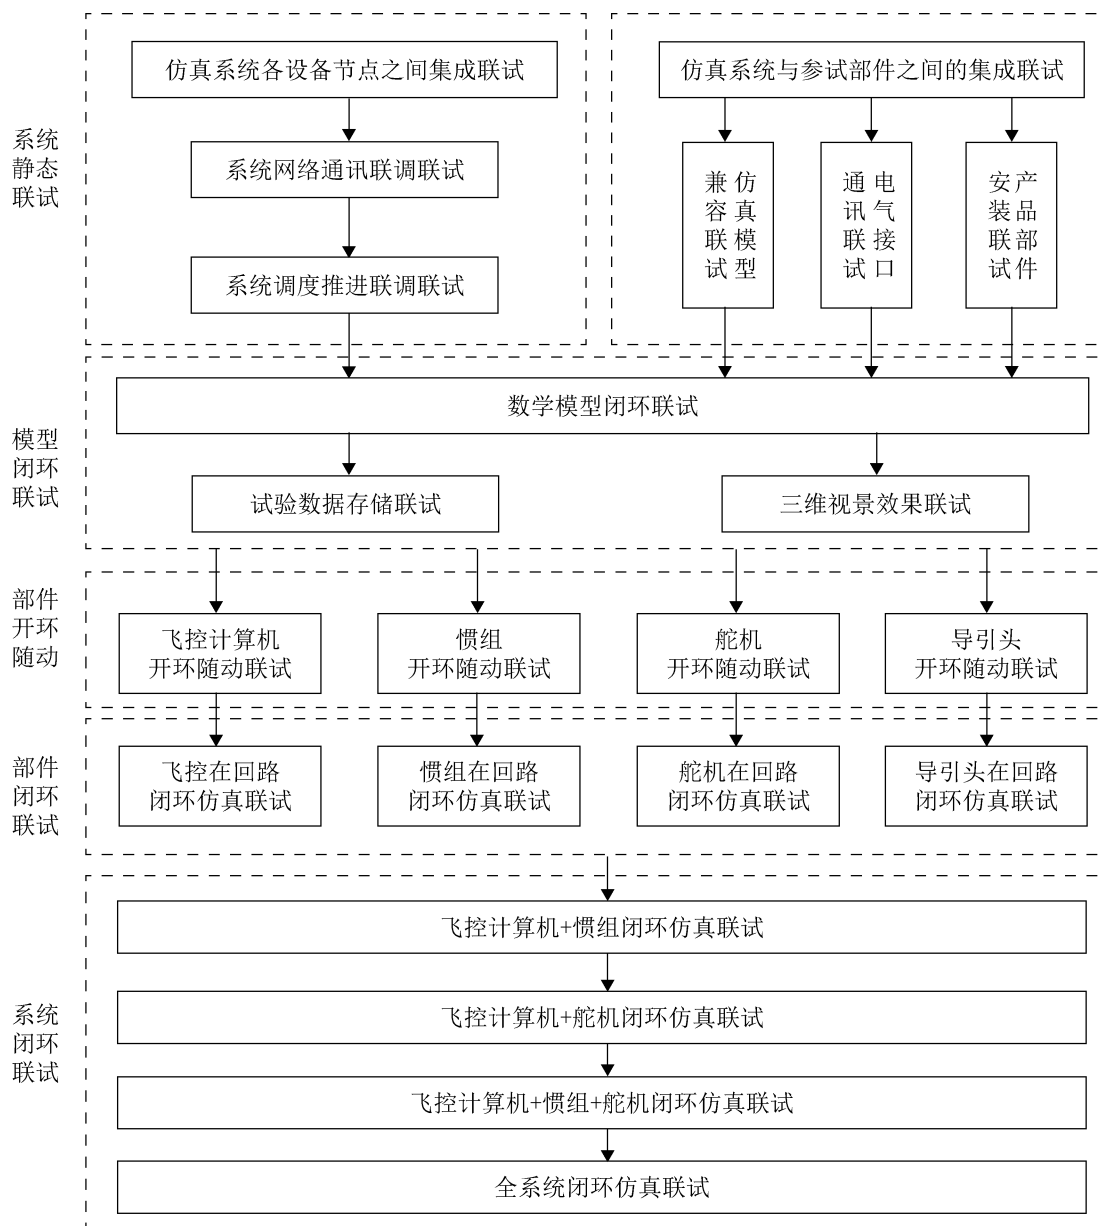 仿真系统各设备节点之间集成联试
仿真系统与参试部件之间的集成联试
系统
静态
联试
系统网络通讯联调联试
系统调度推进联调联试
仿真模型
兼容联试
电气接口
通讯联试
产品部件
安装联试
模型
闭环
联试
数学模型闭环联试
试验数据存储联试
三维视景效果联试
部件
开环
随动
飞控计算机
开环随动联试
惯组
开环随动联试
舵机
开环随动联试
导引头
开环随动联试
部件
闭环
联试
飞控在回路
闭环仿真联试
惯组在回路
闭环仿真联试
舵机在回路
闭环仿真联试
导引头在回路
闭环仿真联试
系统
闭环
联试
飞控计算机+惯组闭环仿真联试
飞控计算机+舵机闭环仿真联试
飞控计算机+惯组+舵机闭环仿真联试
全系统闭环仿真联试